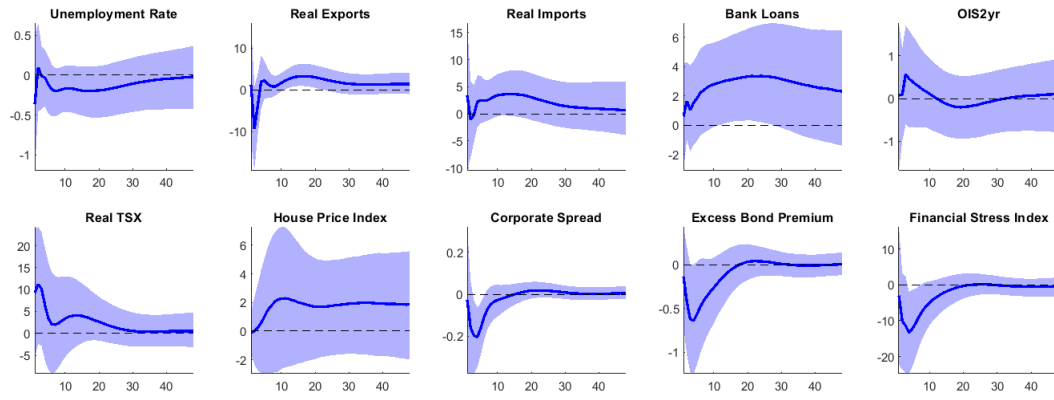 Unemployment Rate
0.5
0
-0.5
-1
10 20 30 40
Real Exports
10
0
-10
10 20 30 40
Real Imports
15
10
5
0
-5
-10
10 20 30 40
Bank Loans
6
4
2
0
-2
10 20 30 40
OIS2yr
1
0
-1
10 20 30 40
Real TSX
20
15
10
5
0
-5
10 20 30 40
House Price Index
6
4
2
0
-2
10 20 30 40
Corporate Spread
0.2
0
-0.2
10 20 30 40
Excess Bond Premium
0
-0.5
-1
10 20 30 40
Financial Stress Index
10
0
-10
-20
10 20 30 40